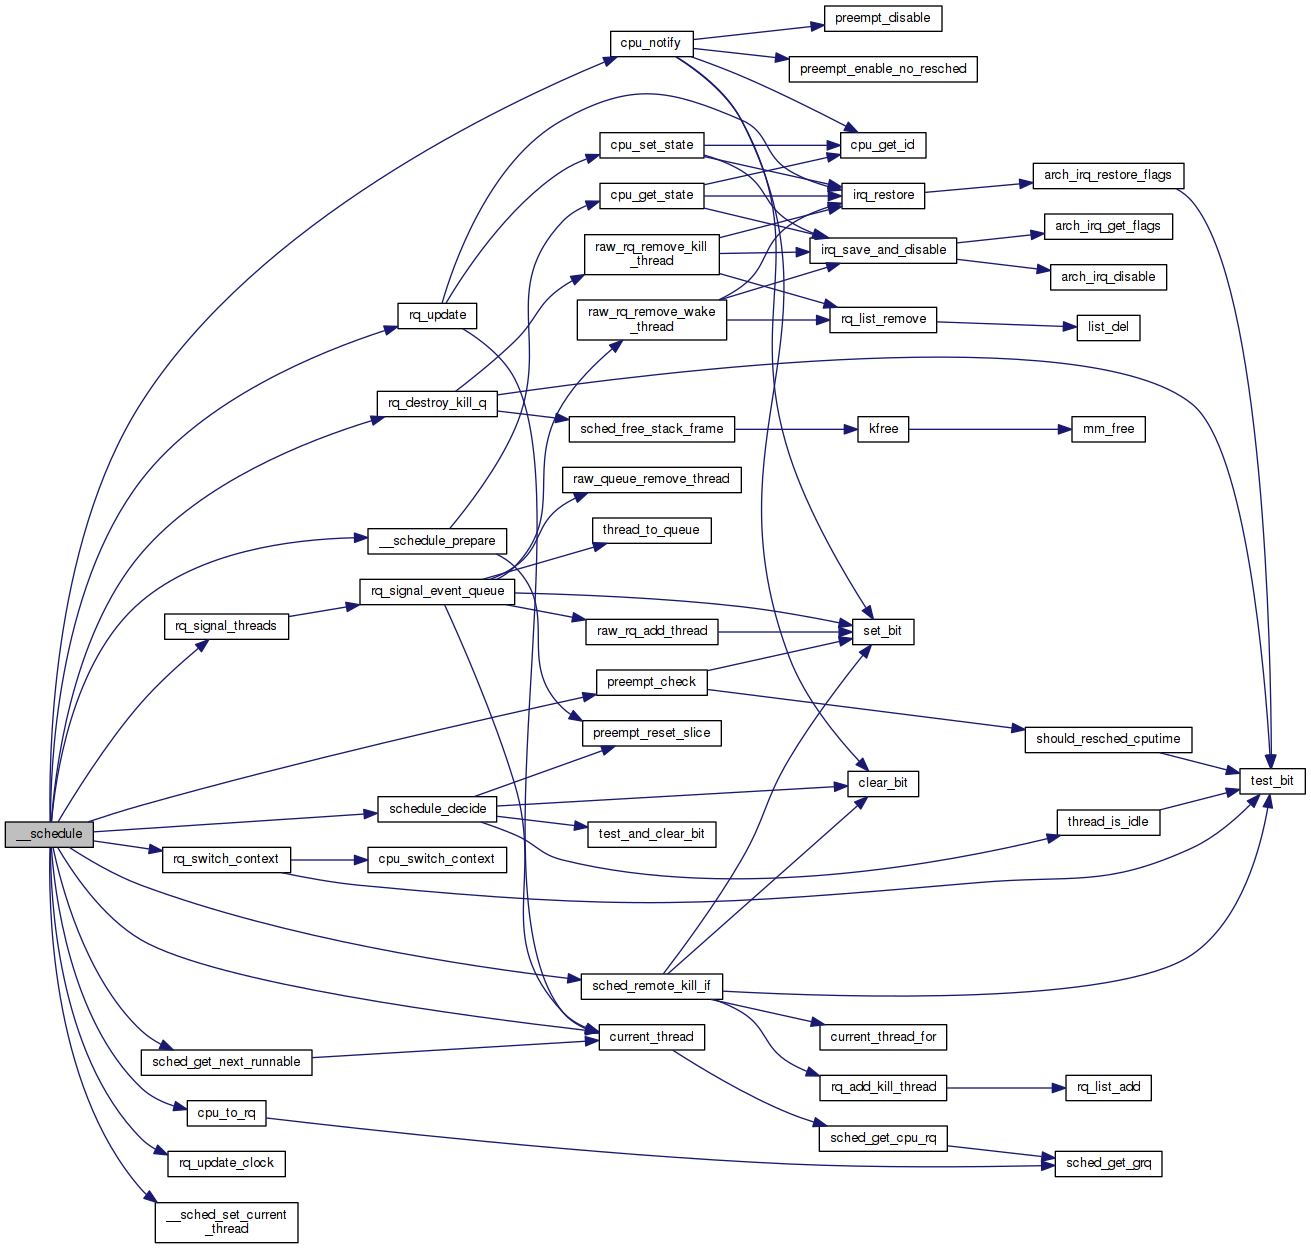 preempt_disable
cpu_notify
preempt_enable_no_resched
cpu_set_state
cpu_get_id
arch_irq_restore_flags
cpu_get_state
irq_restore
arch_irq_get_flags
raw_rq_remove_kill
_thread
irq_save_and_disable
arch_irq_disable
rq_update
raw_rq_remove_wake
_thread
rq_list_remove
list_del
rq_destroy_kill_q
sched_free_stack_frame
kfree
mm_free
raw_queue_remove_thread
thread_to_queue
__schedule_prepare
rq_signal_event_queue
rq_signal_threads
raw_rq_add_thread
set_bit
preempt_check
preempt_reset_slice
should_resched_cputime
clear_bit
test_bit
schedule_decide
test_and_clear_bit
thread_is_idle
__schedule
rq_switch_context
cpu_switch_context
sched_remote_kill_if
current_thread
current_thread_for
sched_get_next_runnable
rq_add_kill_thread
rq_list_add
cpu_to_rq
sched_get_cpu_rq
rq_update_clock
sched_get_grq
__sched_set_current
_thread